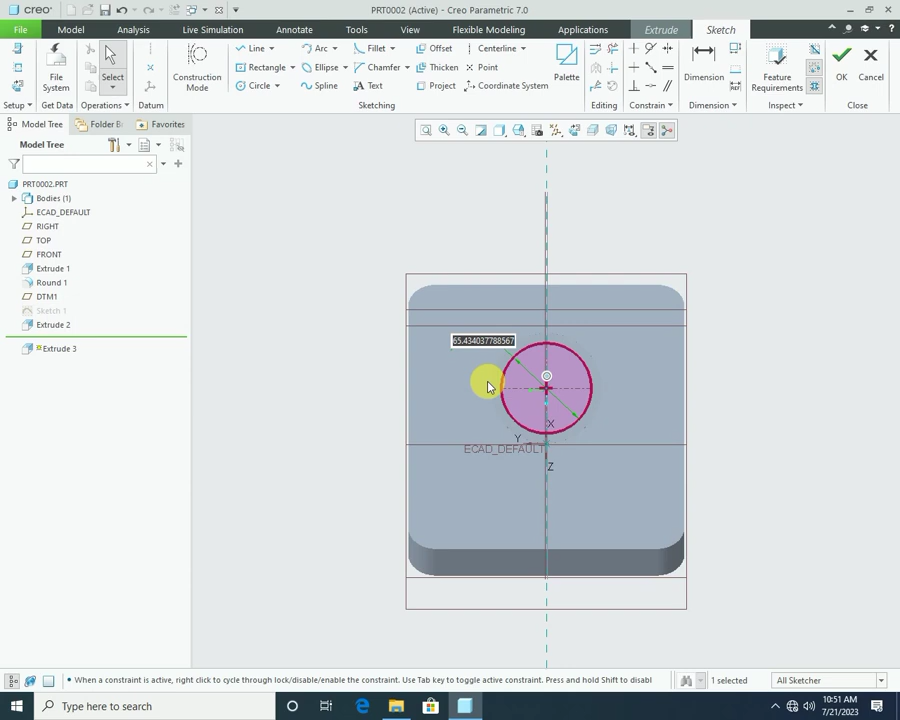 creo PRT0002 (Active) - Creo Parametric 7.0
File Model Analysis Live Simulation Annotate Tools View Flexible Modeling Applications Extrude Sketch
File System
Select
Construction Mode
Line Arc Fillet Offset Centerline
Rectangle Ellipse Chamfer Thicken Point
Circle Spline Text Project Coordinate System
Palette
Dimension
Feature Requirements
OK Cancel
Setup Get Data Operations Datum Sketching Editing Constrain Dimension Inspect Close
Model Tree Folder Br Favorites
Model Tree
PRT0002.PRT
Bodies (1)
ECAD_DEFAULT
RIGHT
TOP
FRONT
Extrude 1
Round 1
DTM1
Sketch 1
Extrude 2
Extrude 3
65.434037788567
X
Y
ECAD_DEFAULT
Z
When a constraint is active, right click to cycle through lock/disable/enable the constraint. Use Tab key to toggle active constraint. Press and hold Shift to disabl
1 selected
All Sketcher
Type here to search
10:51 AM
7/21/2023